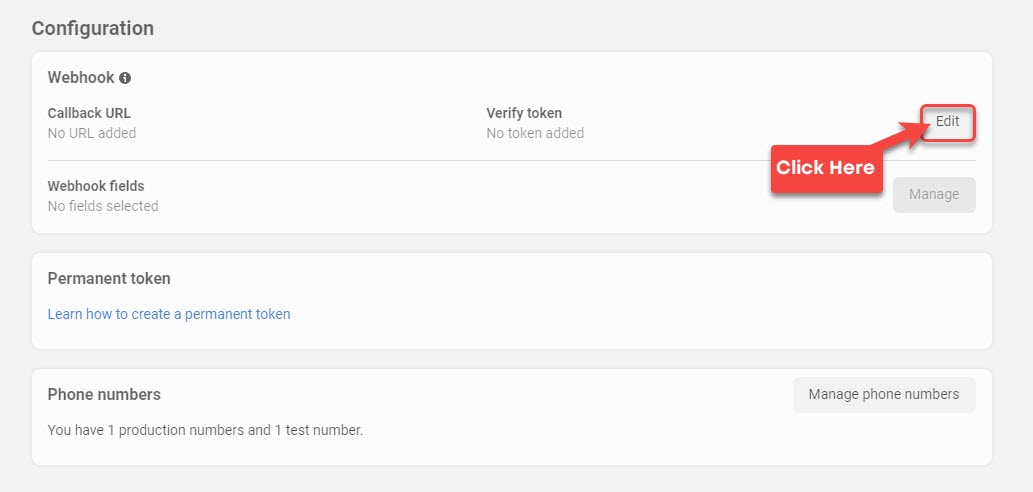 Configuration
Webhook
Callback URL
No URL added
Verify token
No token added
Edit
Click Here
Webhook fields
No fields selected
Manage
Permanent token
Learn how to create a permanent token
Phone numbers
Manage phone numbers
You have 1 production numbers and 1 test number.